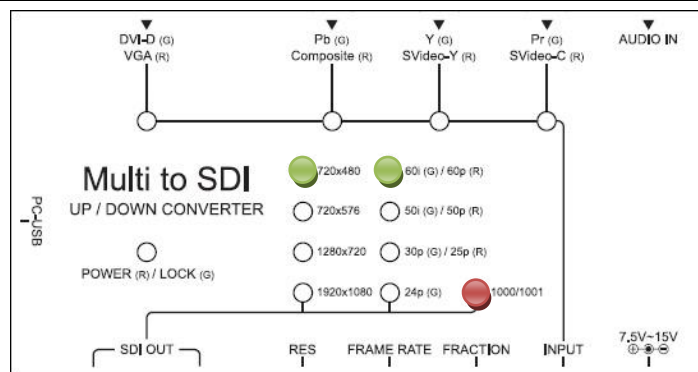 DVI-D (G)
VGA (R)
Pb (G)
Composite (R)
Y (G)
SVideo-Y (R)
Pr (G)
SVideo-C (R)
AUDIO IN
Multi to SDI
UP / DOWN CONVERTER
PC-USB
POWER (R) / LOCK (G)
720x480
60i (G) / 60p (R)
720x576
50i (G) / 50p (R)
1280x720
30p (G) / 25p (R)
1920x1080
24p (G)
1000/1001
SDI OUT
RES
FRAME RATE
FRACTION
INPUT
7.5V~15V